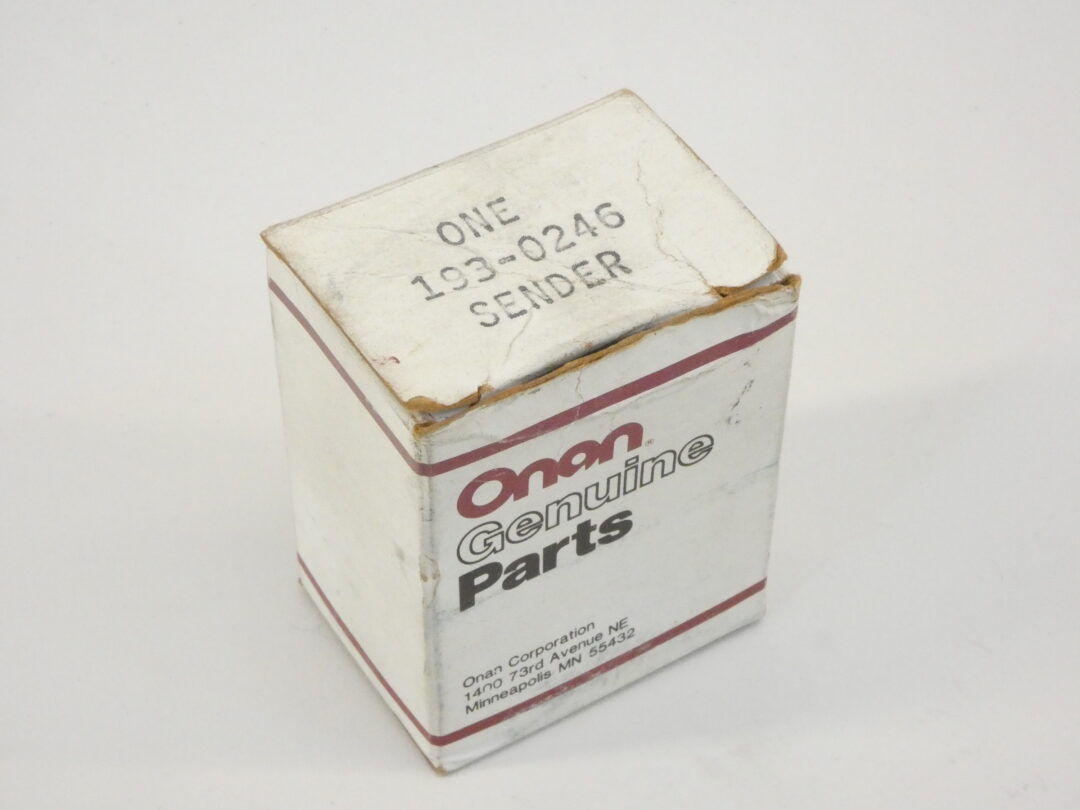 ONE
193-0246
SENDER
Onan®
Genuine
Parts
Onan Corporation
1400 73rd Avenue NE
Minneapolis MN 55432